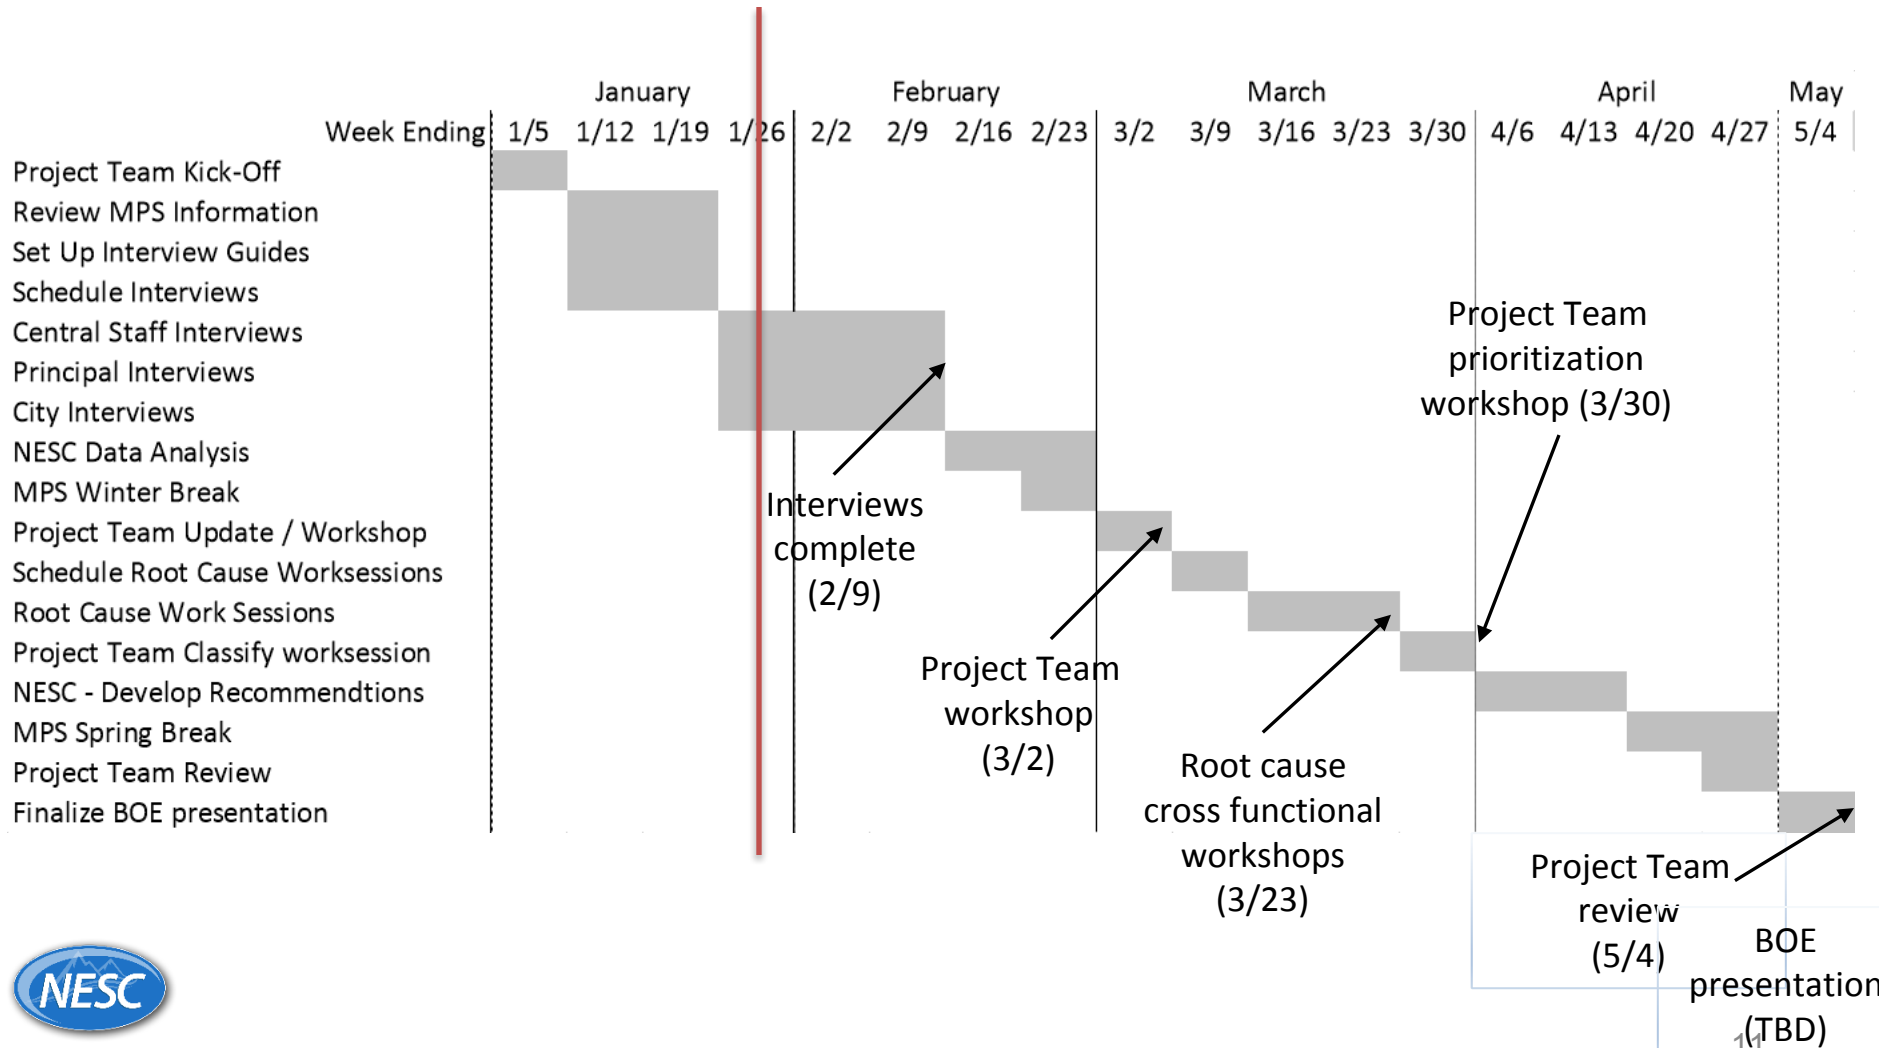 January February March April May
Week Ending 1/5 1/12 1/19 1/26 2/2 2/9 2/16 2/23 3/2 3/9 3/16 3/23 3/30 4/6 4/13 4/20 4/27 5/4
Project Team Kick-Off
Review MPS Information
Set Up Interview Guides
Schedule Interviews
Central Staff Interviews
Principal Interviews
City Interviews
NESC Data Analysis
MPS Winter Break
Project Team Update / Workshop
Schedule Root Cause Worksessions
Root Cause Work Sessions
Project Team Classify worksession
NESC - Develop Recommendtions
MPS Spring Break
Project Team Review
Finalize BOE presentation
Interviews
complete
(2/9)
Project Team
workshop
(3/2)
Root cause
cross functional
workshops
(3/23)
Project Team
prioritization
workshop (3/30)
Project Team
review
(5/4)
BOE
presentation
(TBD)
11
NESC